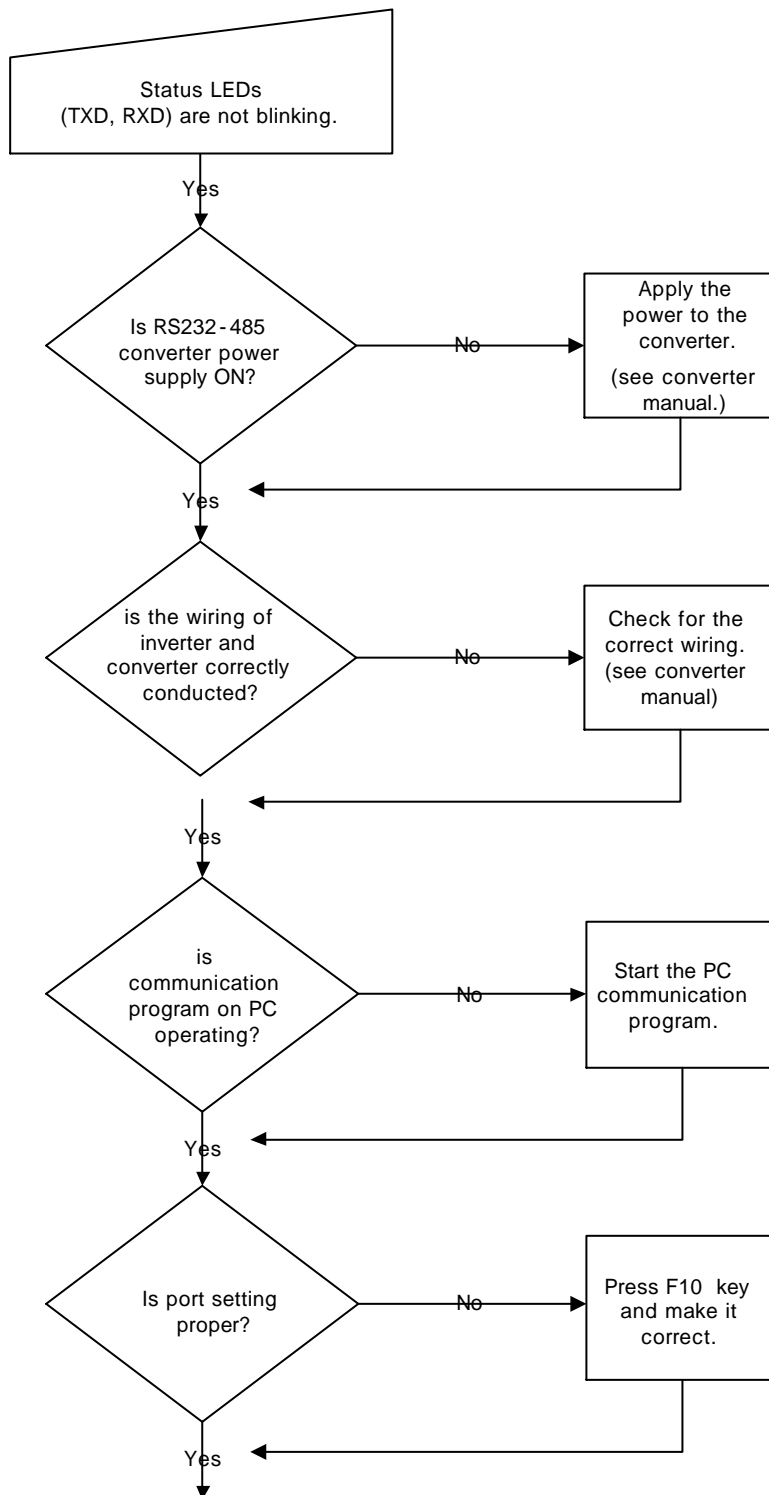 Status LEDs
(TXD, RXD) are not blinking.
Yes
Is RS232-485
converter power
supply ON?
No
Apply the
power to the
converter.
(see converter
manual.)
Yes
is the wiring of
inverter and
converter correctly
conducted?
No
Check for the
correct wiring.
(see converter
manual)
Yes
is
communication
program on PC
operating?
No
Start the PC
communication
program.
Yes
Is port setting
proper?
No
Press F10 key
and make it
correct.
Yes